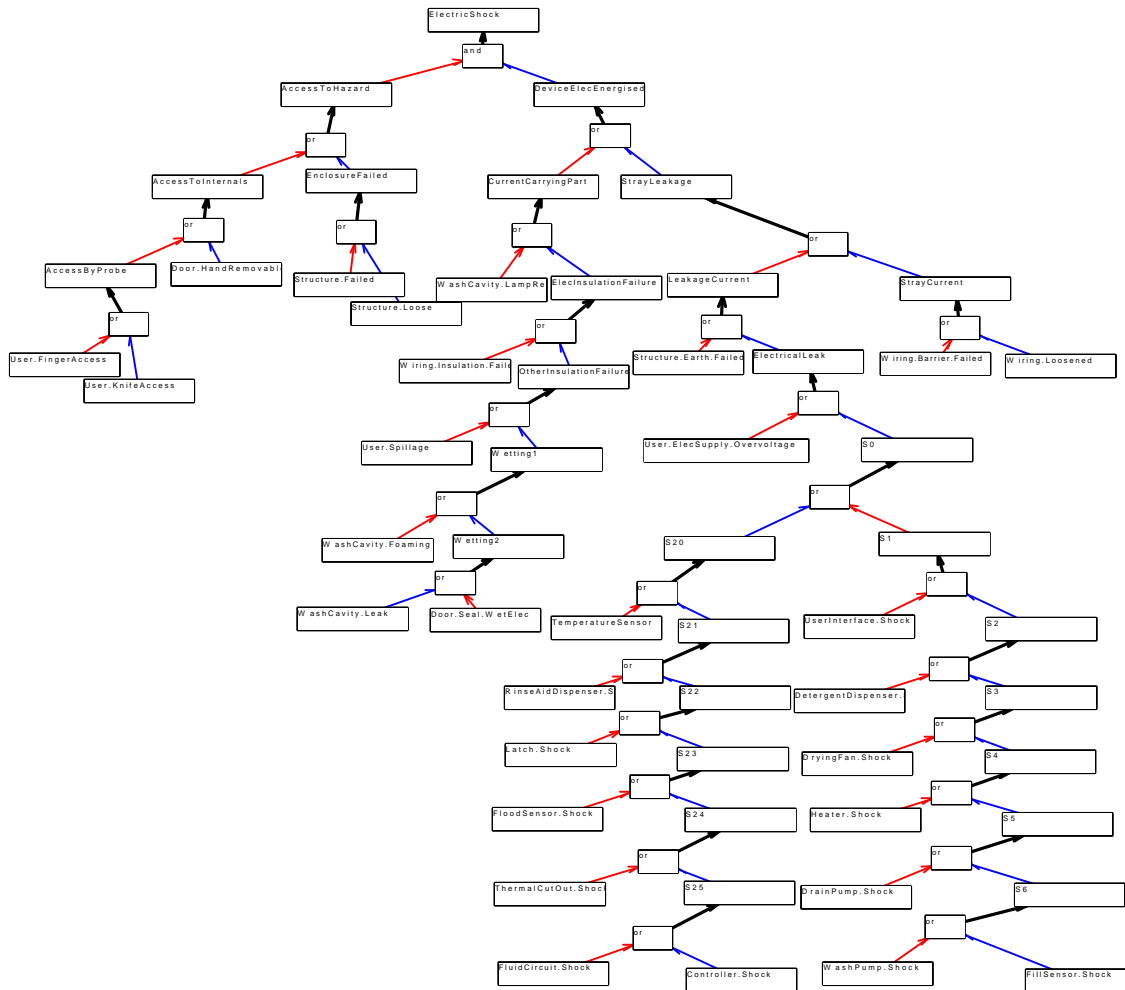 ElectricShock
and
AccessToHazard
DeviceElecEnergised
or
or
AccessToInternals
EnclosureFailed
CurrentCarryingPart
StrayLeakage
or
or
or
or
AccessByProbe
Door.HandRemovabl
Structure.Failed
WashCavity.LampRe
ElecInsulationFailure
LeakageCurrent
StrayCurrent
Structure.Loose
or
or
or
or
User.FingerAccess
Wiring.Insulation.Faile
Structure.Earth.Failed
ElectricalLeak
Wiring.Barrier.Failed
Wiring.Loosened
User.KnifeAccess
OtherInsulationFailure
or
or
User.Spillage
Wetting1
User.ElecSupply.Overvoltage
S0
or
or
WashCavity.Foaming
Wetting2
S20
S1
or
or
or
WashCavity.Leak
Door.Seal.WetElec
TemperatureSensor
S21
UserInterface.Shock
S2
or
or
RinseAidDispenser.S
S22
DetergentDispenser.
S3
or
or
Latch.Shock
S23
DryingFan.Shock
S4
or
or
FloodSensor.Shock
S24
Heater.Shock
S5
or
or
ThermalCutOut.Shock
S25
DrainPump.Shock
S6
or
or
FluidCircuit.Shock
Controller.Shock
WashPump.Shock
FillSensor.Shock